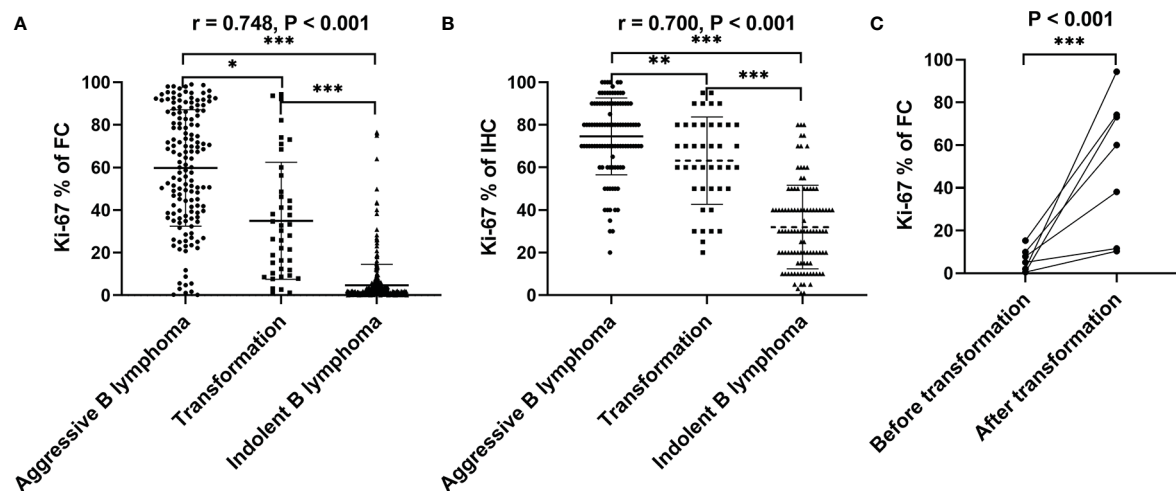 A
r = 0.748, P < 0.001
***
*
***
Ki-67 % of FC
100
80
60
40
20
0
Aggressive B lymphoma
Transformation
Indolent B lymphoma
B
r = 0.700, P < 0.001
***
**
***
Ki-67 % of IHC
100
80
60
40
20
0
Aggressive B lymphoma
Transformation
Indolent B lymphoma
C
P < 0.001
***
Ki-67 % of FC
100
80
60
40
20
0
Before transformation
After transformation